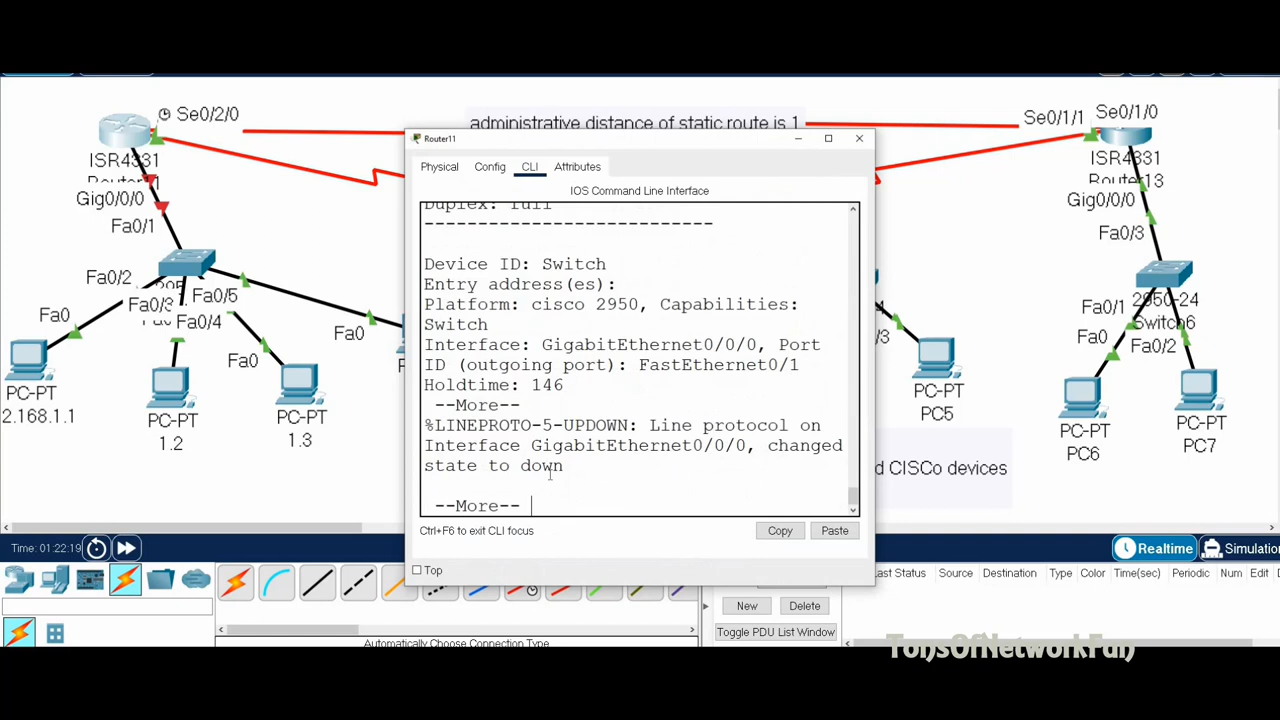 Se0/2/0
administrative distance of static route is 1
Se0/1/1
Se0/1/0
Router11
ISR4331
Router11
ISR4331
Router13
Physical
Config
CLI
Attributes
Gig0/0/0
Gig0/0/0
IOS Command Line Interface
Duplex: full
---------------------------
Device ID: Switch
Entry address(es):
Platform: cisco 2950, Capabilities:
Switch
Interface: GigabitEthernet0/0/0, Port
ID (outgoing port): FastEthernet0/1
Holdtime: 146
--More--
%LINEPROTO-5-UPDOWN: Line protocol on
Interface GigabitEthernet0/0/0, changed
state to down
--More--
Ctrl+F6 to exit CLI focus
Copy
Paste
Top
Fa0/1
Fa0/3
Fa0/2
Fa0/3
Fa0/5
Fa0/4
Fa0
Fa0
Fa0
PC-PT
2.168.1.1
PC-PT
1.2
PC-PT
1.3
4
/3
PC-PT
PC5
2950-24
Switch6
Fa0/1
Fa0
Fa0/2
PC-PT
PC6
PC-PT
PC7
d CISCo devices
Time: 01:22:19
Realtime
Simulation
Last Status
Source
Destination
Type
Color
Time(sec)
Periodic
Num
Edit
New
Delete
Toggle PDU List Window
Automatically Choose Connection Type
TonsOfNetworkFun